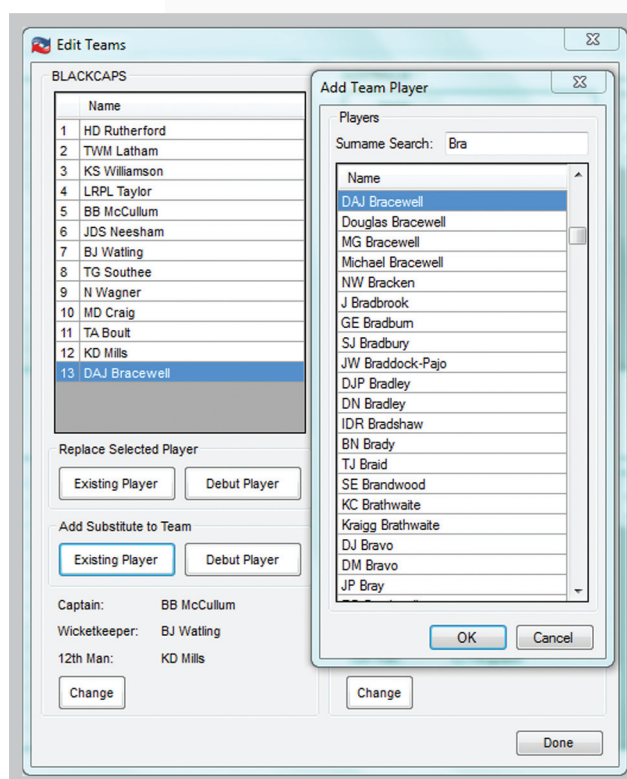 Edit Teams
BLACKCAPS
Name
1 HD Rutherford
2 TWM Latham
3 KS Williamson
4 LRPL Taylor
5 BB McCullum
6 JDS Neesham
7 BJ Watling
8 TG Southee
9 N Wagner
10 MD Craig
11 TA Boult
12 KD Mills
13 DAJ Bracewell
Replace Selected Player
Existing Player Debut Player
Add Substitute to Team
Existing Player Debut Player
Captain: BB McCullum
Wicketkeeper: BJ Watling
12th Man: KD Mills
Change
Add Team Player
Players
Surname Search: Bra
Name
DAJ Bracewell
Douglas Bracewell
MG Bracewell
Michael Bracewell
NW Bracken
J Bradbrook
GE Bradburn
SJ Bradbury
JW Braddock-Pajo
DJP Bradley
DN Bradley
IDR Bradshaw
BN Brady
TJ Braid
SE Brandwood
KC Brathwaite
Kraigg Brathwaite
DJ Bravo
DM Bravo
JP Bray
OK Cancel
Change
Done